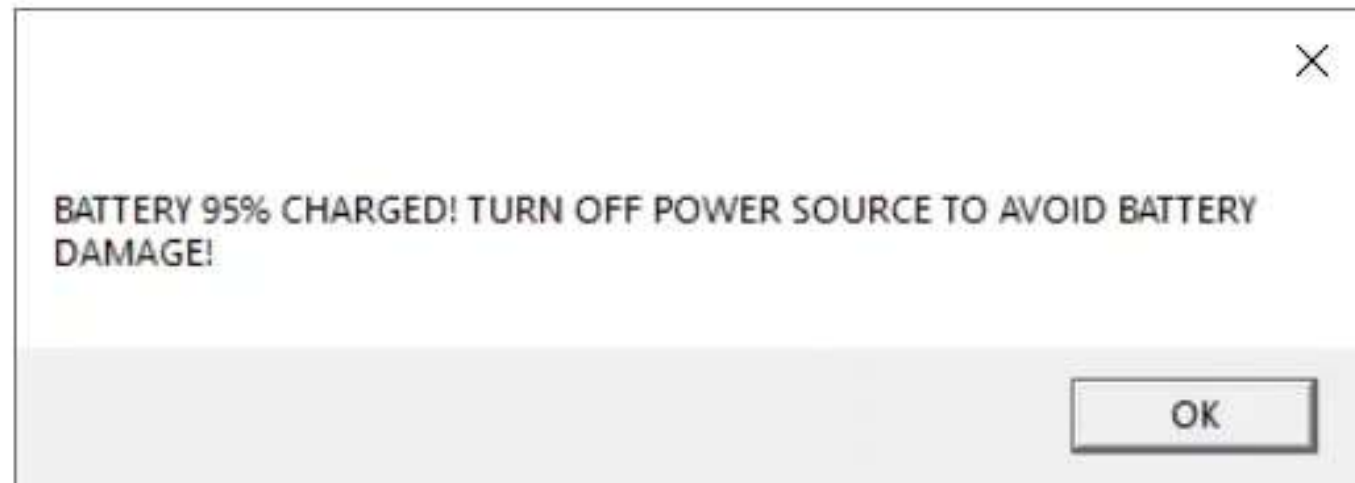 BATTERY 95% CHARGED! TURN OFF POWER SOURCE TO AVOID BATTERY
DAMAGE!
OK